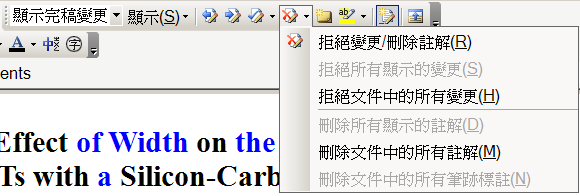 顯示完稿變更 顯示(S)
A 中 字
拒絕變更/刪除註解(R)
拒絕所有顯示的變更(S)
拒絕文件中的所有變更(H)
刪除所有顯示的註解(D)
刪除文件中的所有註解(M)
刪除文件中的所有筆跡標註(N)
ents
Effect of Width on the
Ts with a Silicon-Carb